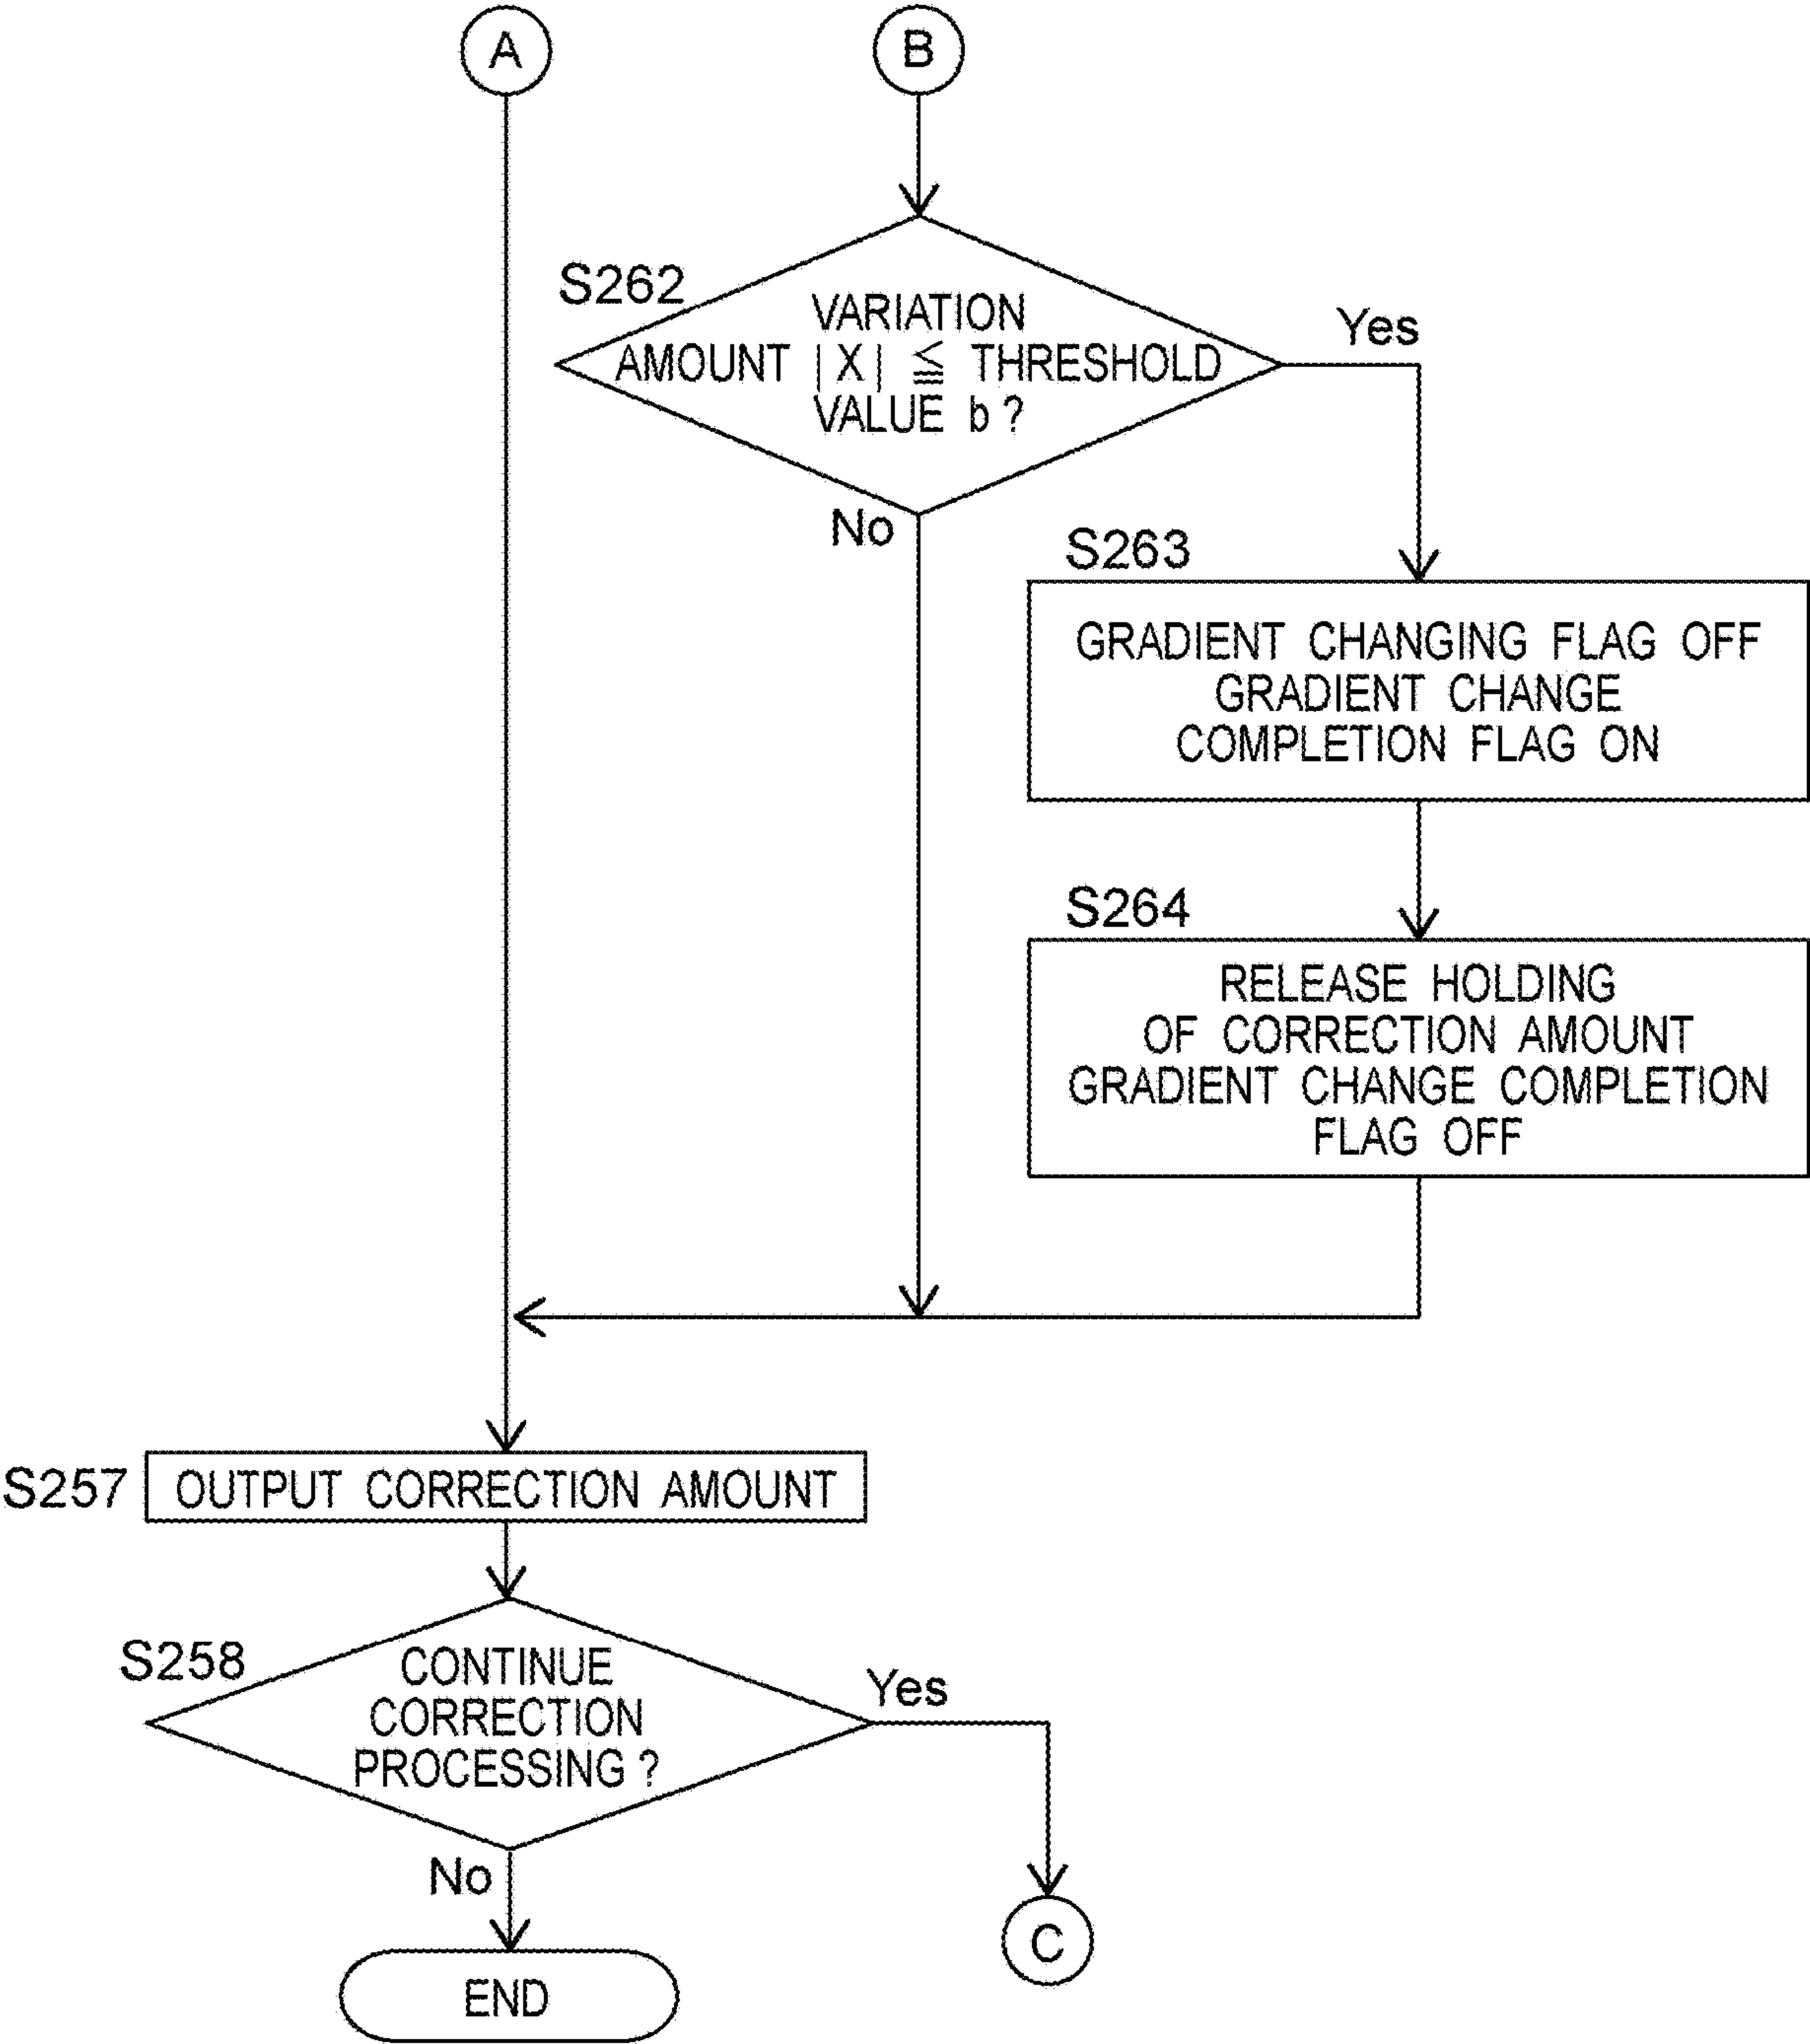 A
B
S262
VARIATION
AMOUNT |X| ≦ THRESHOLD
VALUE b?
Yes
No
S263
GRADIENT CHANGING FLAG OFF
GRADIENT CHANGE
COMPLETION FLAG ON
S264
RELEASE HOLDING
OF CORRECTION AMOUNT
GRADIENT CHANGE COMPLETION
FLAG OFF
S257
OUTPUT CORRECTION AMOUNT
S258
CONTINUE
CORRECTION
PROCESSING?
Yes
No
C
END